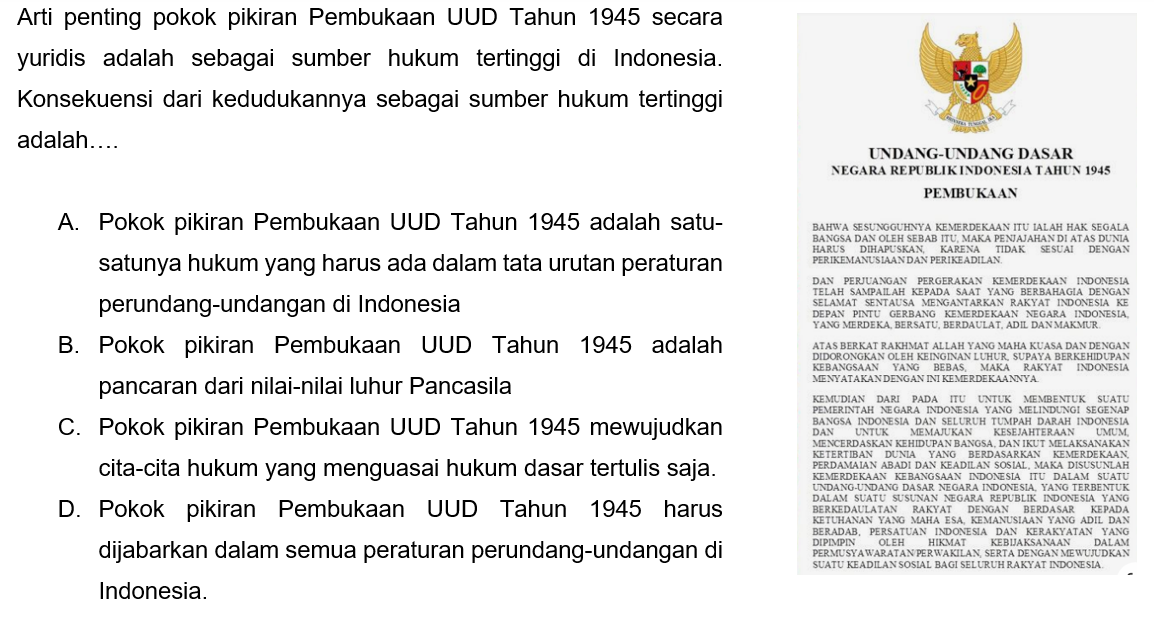 Arti penting pokok pikiran Pembukaan UUD Tahun 1945 secara
yuridis adalah sebagai sumber hukum tertinggi di Indonesia.
Konsekuensi dari kedudukannya sebagai sumber hukum tertinggi
adalah….
A. Pokok pikiran Pembukaan UUD Tahun 1945 adalah satu-
satunya hukum yang harus ada dalam tata urutan peraturan
perundang-undangan di Indonesia
B. Pokok pikiran Pembukaan UUD Tahun 1945 adalah
pancaran dari nilai-nilai luhur Pancasila
C. Pokok pikiran Pembukaan UUD Tahun 1945 mewujudkan
cita-cita hukum yang menguasai hukum dasar tertulis saja.
D. Pokok pikiran Pembukaan UUD Tahun 1945 harus
dijabarkan dalam semua peraturan perundang-undangan di
Indonesia.
UNDANG-UNDANG DASAR
NEGARA REPUBLIK INDONESIA TAHUN 1945
PEMBUKAAN
BAHWA SESUNGGUHNYA KEMERDEKAAN ITU IALAH HAK SEGALA
BANGSA DAN OLEH SEBAB ITU, MAKA PENJAJAHAN DI ATAS DUNIA
HARUS DIHAPUSKAN, KARENA TIDAK SESUAI DENGAN
PERIKEMANUSIAAN DAN PERIKEADILAN.
DAN PERJUANGAN PERGERAKAN KEMERDEKAAN INDONESIA
TELAH SAMPAILAH KEPADA SAAT YANG BERBAHAGIA DENGAN
SELAMAT SENTAUSA MENGANTARKAN RAKYAT INDONESIA KE
DEPAN PINTU GERBANG KEMERDEKAAN NEGARA INDONESIA,
YANG MERDEKA, BERSATU, BERDAULAT, ADIL DAN MAKMUR.
ATAS BERKAT RAKHMAT ALLAH YANG MAHA KUASA DAN DENGAN
DIDORONGKAN OLEH KEINGINAN LUHUR, SUPAYA BERKEHIDUPAN
KEBANGSAAN YANG BEBAS, MAKA RAKYAT INDONESIA
MENYATAKAN DENGAN INI KEMERDEKAANNYA.
KEMUDIAN DARI PADA ITU UNTUK MEMBENTUK SUATU
PEMERINTAH NEGARA INDONESIA YANG MELINDUNGI SEGENAP
BANGSA INDONESIA DAN SELURUH TUMPAH DARAH INDONESIA
DAN UNTUK MEMAJUKAN KESEJAHTERAAN UMUM,
MENCERDASKAN KEHIDUPAN BANGSA, DAN IKUT MELAKSANAKAN
KETERTIBAN DUNIA YANG BERDASARKAN KEMERDEKAAN,
PERDAMAIAN ABADI DAN KEADILAN SOSIAL, MAKA DISUSUNLAH
KEMERDEKAAN KEBANGSAAN INDONESIA ITU DALAM SUATU
UNDANG-UNDANG DASAR NEGARA INDONESIA, YANG TERBENTUK
DALAM SUATU SUSUNAN NEGARA REPUBLIK INDONESIA YANG
BERKEDAULATAN RAKYAT DENGAN BERDASAR KEPADA
KETUHANAN YANG MAHA ESA, KEMANUSIAAN YANG ADIL DAN
BERADAB, PERSATUAN INDONESIA DAN KERAKYATAN YANG
DIPIMPIN OLEH HIKMAT KEBIJAKSANAAN DALAM
PERMUSYAWARATAN/PERWAKILAN, SERTA DENGAN MEWUJUDKAN
SUATU KEADILAN SOSIAL BAGI SELURUH RAKYAT INDONESIA.